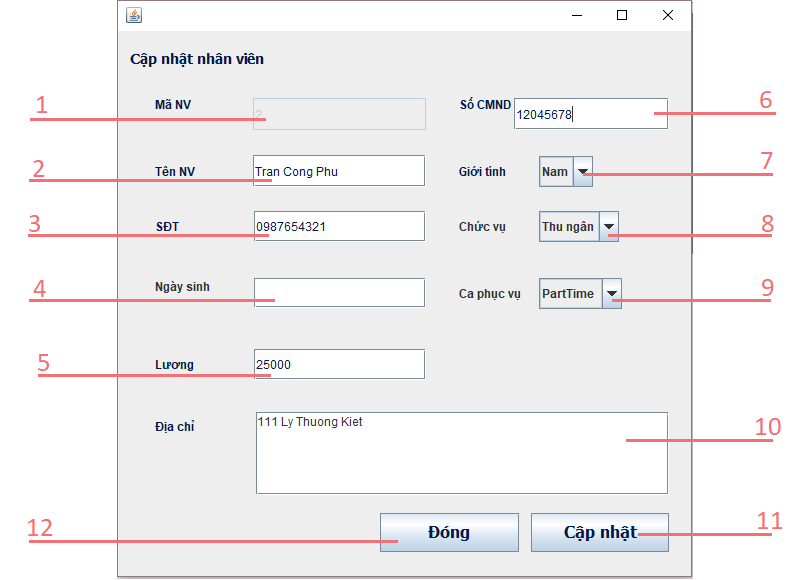 Cập nhật nhân viên
1 Mã NV 2 Số CMND 12045678 6
2 Tên NV Tran Cong Phu Giới tính Nam 7
3 SĐT 0987654321 Chức vụ Thu ngân 8
4 Ngày sinh Ca phục vụ PartTime 9
5 Lương 25000
Địa chỉ 111 Ly Thuong Kiet 10
12 Đóng Cập nhật 11